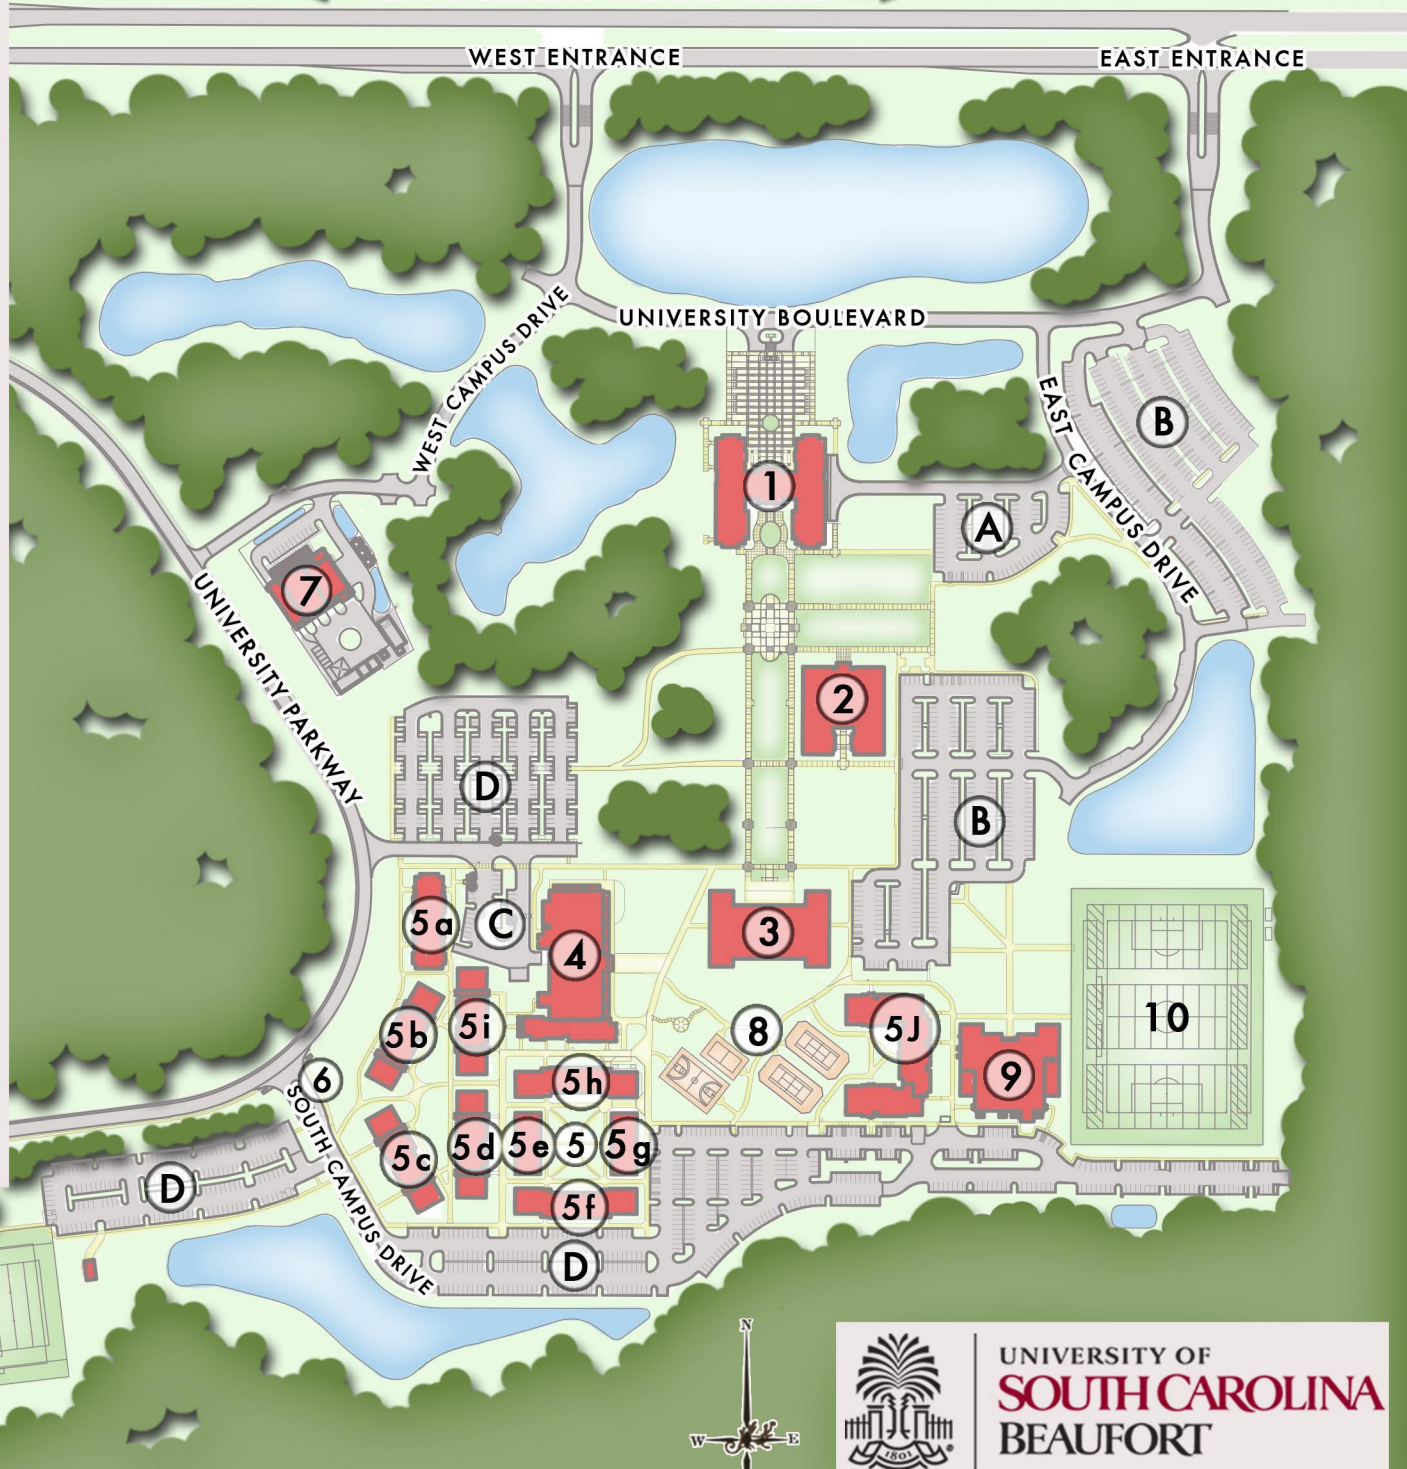 WEST ENTRANCE
EAST ENTRANCE
WEST CAMPUS DRIVE
UNIVERSITY BOULEVARD
EAST CAMPUS DRIVE
B
1
A
7
UNIVERSITY PARKWAY
2
D
B
5a
C
4
3
10
5b
5i
8
5J
6
5h
9
SOUTH CAMPUS DRIVE
5c
5d
5e
5
5g
D
5f
D
N
W
E
UNIVERSITY OF
SOUTH CAROLINA
BEAUFORT
1801
®